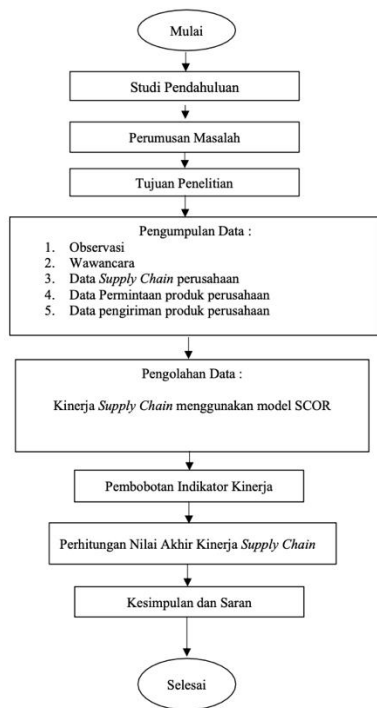 Mulai
Studi Pendahuluan
Perumusan Masalah
Tujuan Penelitian
Pengumpulan Data :
1. Observasi
2. Wawancara
3. Data Supply Chain perusahaan
4. Data Permintaan produk perusahaan
5. Data pengiriman produk perusahaan
Pengolahan Data :
Kinerja Supply Chain menggunakan model SCOR
Pembobotan Indikator Kinerja
Perhitungan Nilai Akhir Kinerja Supply Chain
Kesimpulan dan Saran
Selesai